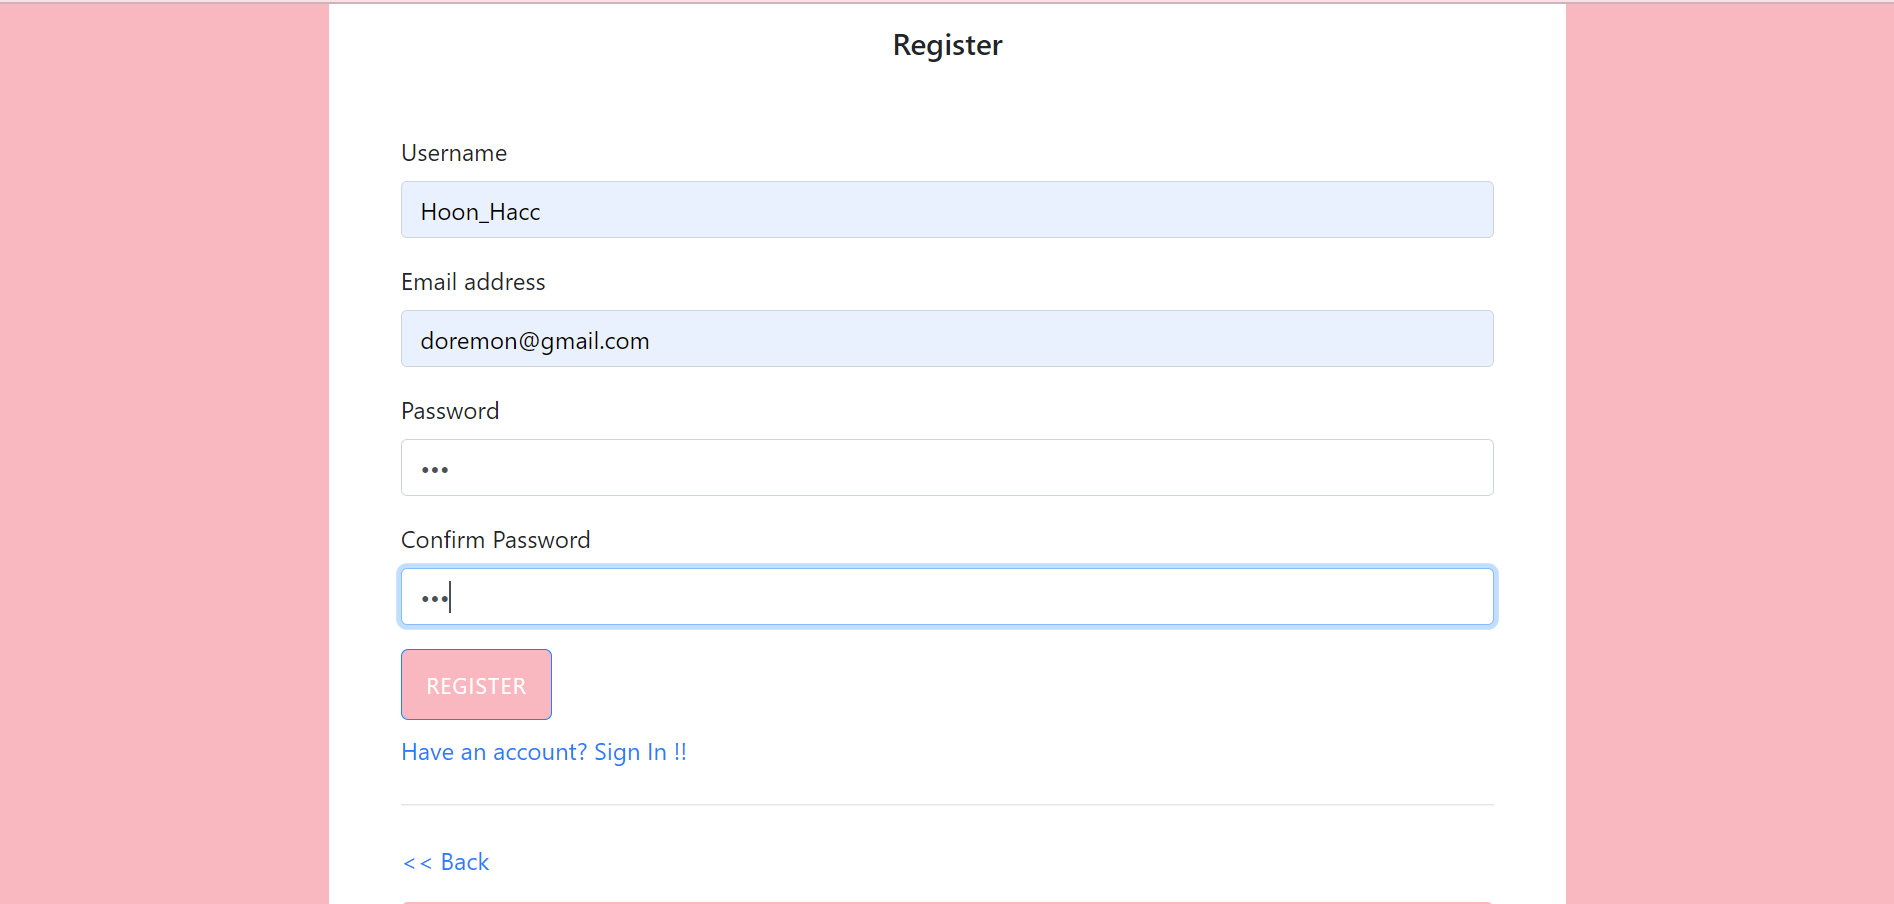 Register
Username
Hoon_Hacc
Email address
doremon@gmail.com
Password
•••
Confirm Password
•••
REGISTER
Have an account? Sign In !!
<< Back